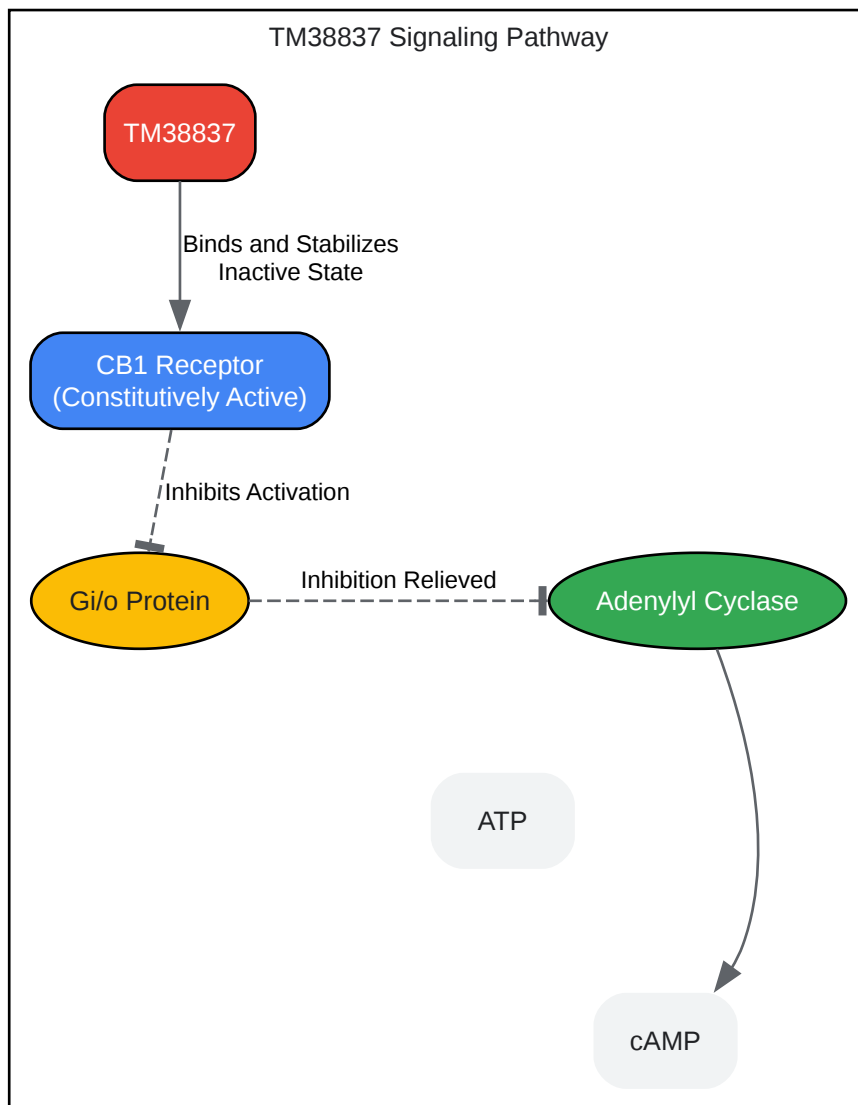 TM38837 Signaling Pathway
TM38837
Binds and Stabilizes
Inactive State
CB1 Receptor
(Constitutively Active)
Inhibits Activation
Gi/o Protein
Inhibition Relieved
Adenylyl Cyclase
ATP
cAMP